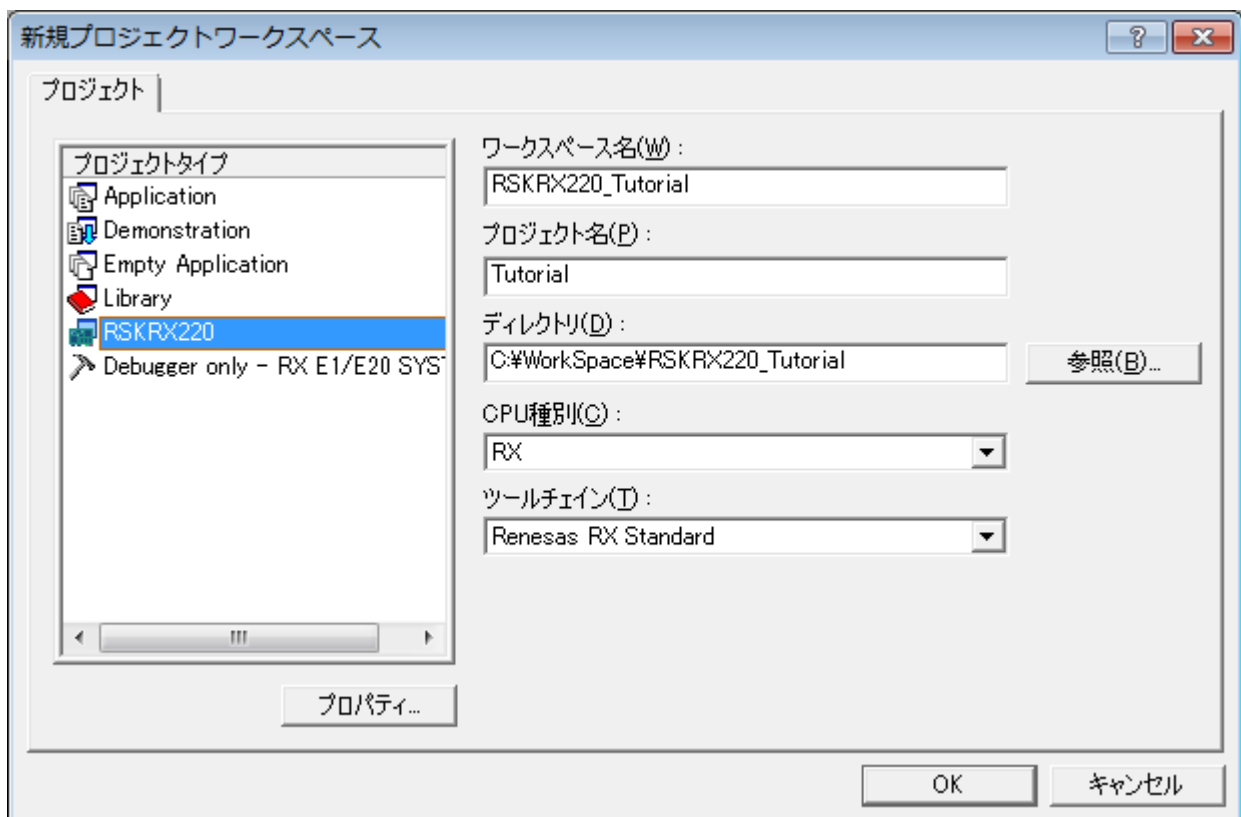 新規プロジェクトワークスペース
プロジェクト
プロジェクトタイプ
Application
Demonstration
Empty Application
Library
RSKRX220
Debugger only - RX E1/E20 SYS
プロパティ...
ワークスペース名(W) :
RSKRX220_Tutorial
プロジェクト名(P) :
Tutorial
ディレクトリ(D) :
C:¥WorkSpace¥RSKRX220_Tutorial
参照(B)...
CPU種別(C) :
RX
ツールチェイン(T) :
Renesas RX Standard
OK
キャンセル